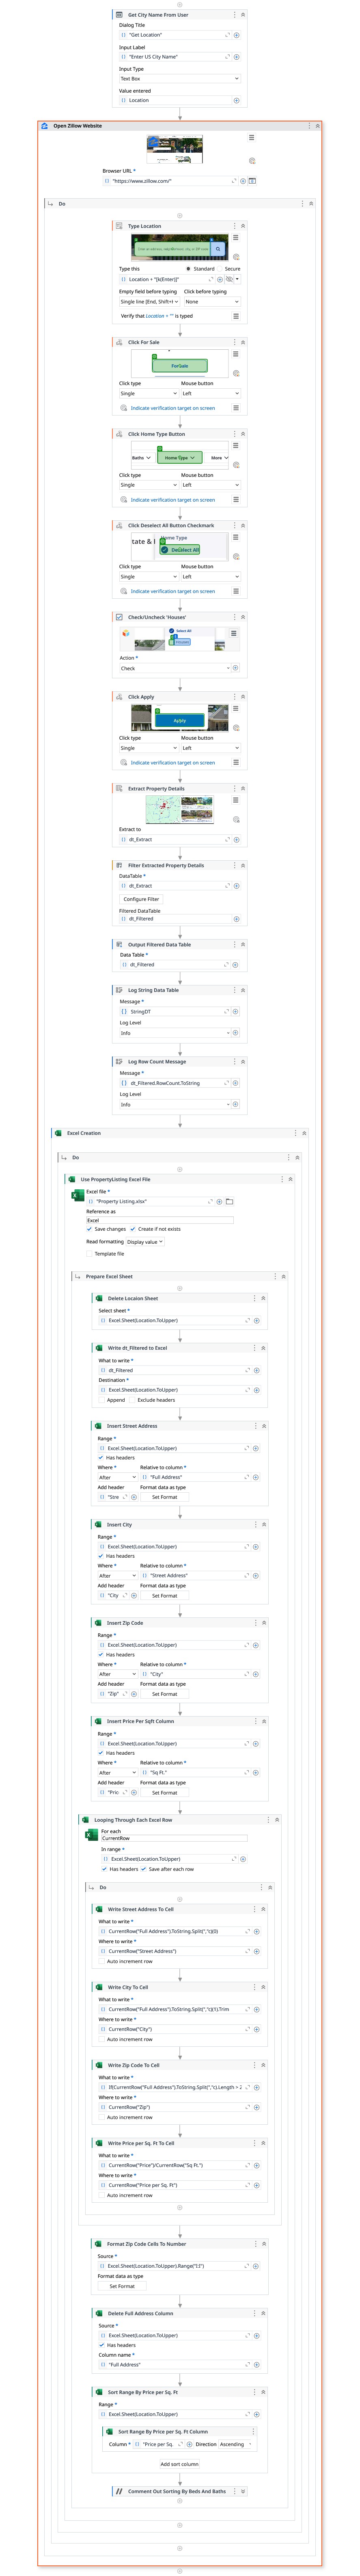 Get City Name From User
Dialog Title
"Get Location"
Input Label
"Enter US City Name"
Input Type
Text Box
Value entered
Location
Open Zillow Website
Browser URL *
"https://www.zillow.com/"
Do
Type Location
Type this
Standard
Secure
Location + "[k(Enter)]"
Empty field before typing
Click before typing
None
Verify that Location + "" is typed
Click For Sale
ForSale
Click type
Mouse button
Single
Left
Indicate verification target on screen
Click Home Type Button
Baths
Home Type
More
Click type
Mouse button
Single
Left
Indicate verification target on screen
Click Deselect All Button Checkmark
Home Type
tate & I
Deselect All
Click type
Mouse button
Single
Left
Indicate verification target on screen
Check/Uncheck 'Houses'
Select All
Action *
Check
Click Apply
Apply
Click type
Mouse button
Single
Left
Indicate verification target on screen
Extract Property Details
Extract to
dt_Extract
Filter Extracted Property Details
DataTable *
dt_Extract
Configure Filter
Filtered DataTable
dt_Filtered
Output Filtered Data Table
Data Table *
dt_Filtered
Log String Data Table
Message *
StringDT
Log Level
Info
Log Row Count Message
Message *
dt_Filtered.RowCount.ToString
Log Level
Info
Excel Creation
Do
Use PropertyListing Excel File
Excel file *
"Property Listing.xlsx"
Reference as
Excel
Save changes
Create if not exists
Read formatting
Display value
Template file
Prepare Excel Sheet
Delete Locaion Sheet
Select sheet *
Excel.Sheet(Location.ToUpper)
Write dt_Filtered to Excel
What to write *
dt_Filtered
Destination *
Excel.Sheet(Location.ToUpper)
Append
Exclude headers
Insert Street Address
Range *
Excel.Sheet(Location.ToUpper)
Has headers
Where *
Relative to column *
After
"Full Address"
Add header
Format data as type
"Stre
Set Format
Insert City
Range *
Excel.Sheet(Location.ToUpper)
Has headers
Where *
Relative to column *
After
"Street Address"
Add header
Format data as type
"City
Set Format
Insert Zip Code
Range *
Excel.Sheet(Location.ToUpper)
Has headers
Where *
Relative to column *
After
"City"
Add header
Format data as type
"Zip"
Set Format
Insert Price Per Sqft Column
Range *
Excel.Sheet(Location.ToUpper)
Has headers
Where *
Relative to column *
After
"Sq Ft."
Add header
Format data as type
"Pric
Set Format
Looping Through Each Excel Row
For each
CurrentRow
In range *
Excel.Sheet(Location.ToUpper)
Has headers
Save after each row
Do
Write Street Address To Cell
What to write *
CurrentRow("Full Address").ToString.Split(","c)(0)
Where to write *
CurrentRow("Street Address")
Auto increment row
Write City To Cell
What to write *
CurrentRow("Full Address").ToString.Split(","c)(1).Trim
Where to write *
CurrentRow("City")
Auto increment row
Write Zip Code To Cell
What to write *
If(CurrentRow("Full Address").ToString.Split(","c).Length > 2
Where to write *
CurrentRow("Zip")
Auto increment row
Write Price per Sq. Ft To Cell
What to write *
CurrentRow("Price")/CurrentRow("Sq Ft.")
Where to write *
CurrentRow("Price per Sq. Ft")
Auto increment row
Format Zip Code Cells To Number
Source *
Excel.Sheet(Location.ToUpper).Range("I:I")
Format data as type
Set Format
Delete Full Address Column
Source *
Excel.Sheet(Location.ToUpper)
Has headers
Column name *
"Full Address"
Sort Range By Price per Sq. Ft
Range *
Excel.Sheet(Location.ToUpper)
Sort Range By Price per Sq. Ft Column
Column *
"Price per Sq.
Direction
Ascending
Add sort column
Comment Out Sorting By Beds And Baths